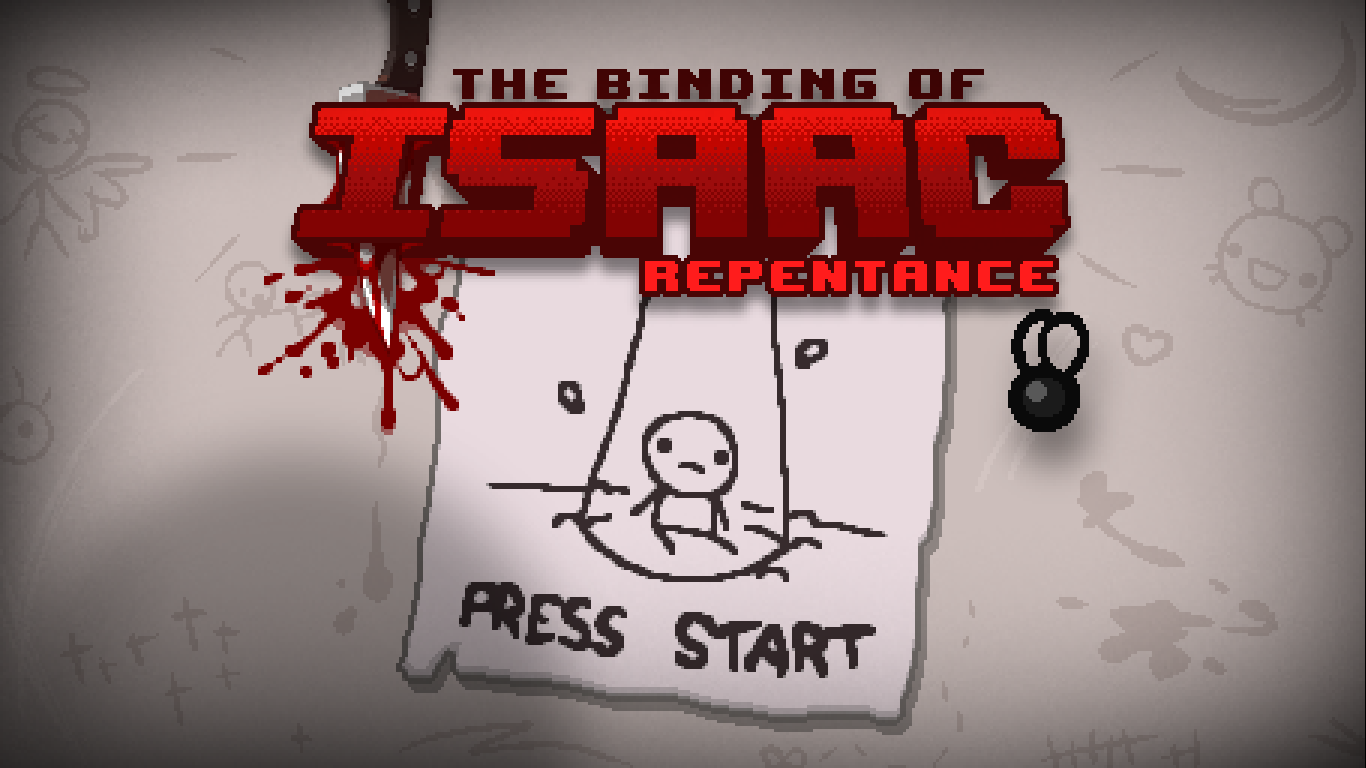 THE BINDING OF
ISAAC
REPENTANCE
PRESS START